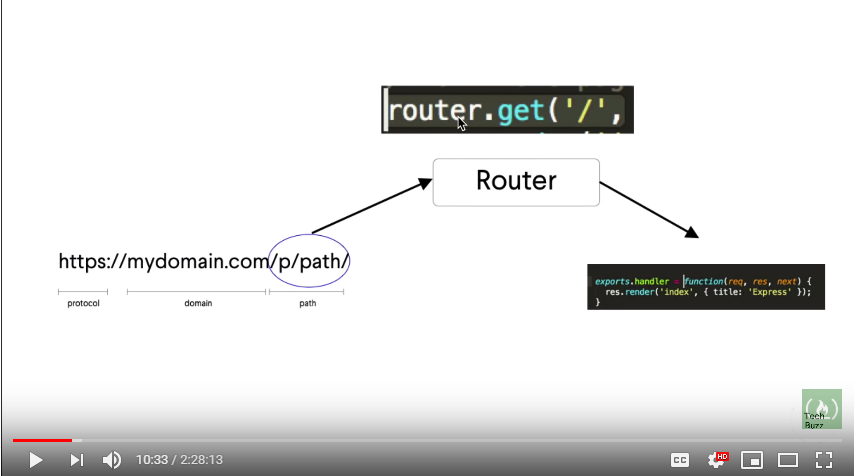 router.get('/',
Router
https://mydomain.com/p/path/
protocol domain path
exports.handler = function(req, res, next) {
res.render('index', { title: 'Express' });
}
Tech
Buzz
10:33 / 2:28:13
CC
HD